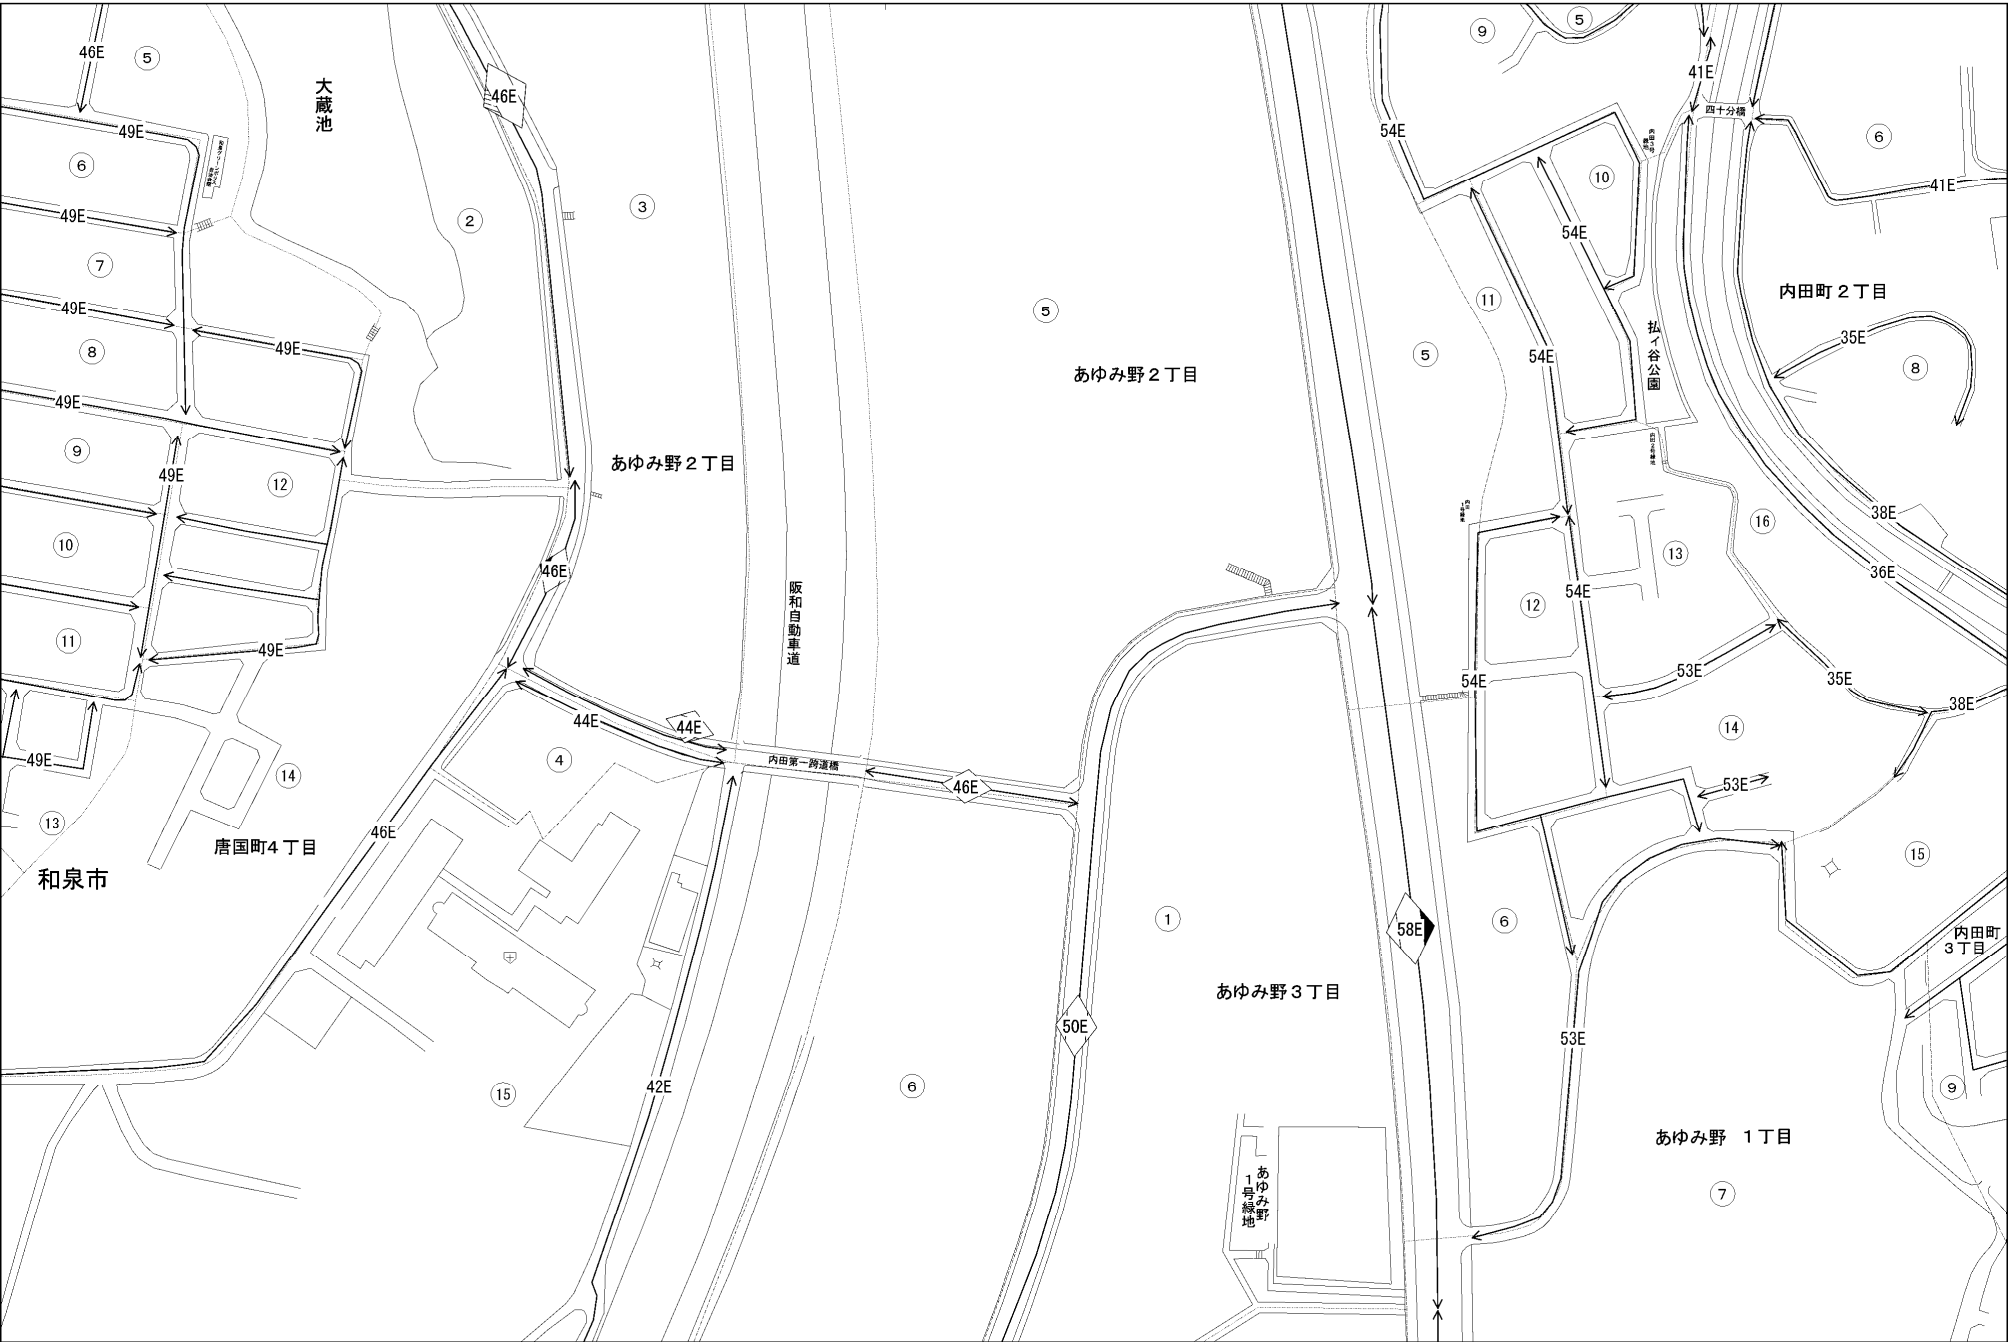 46E
⑤
大蔵池
46E
⑨
⑤
41E
四十分橋
49E
54E
⑥
⑥
41E
⑩
49E
②
③
54E
⑦
⑪
内田町２丁目
49E
⑤
35E
49E
⑧
54E
⑤
払ィ谷公園
⑧
あゆみ野２丁目
49E
⑨
49E
⑫
あゆみ野２丁目
38E
⑯
⑩
46E
阪和自動車道
⑬
36E
54E
⑫
⑪
49E
53E
35E
54E
38E
44E
44E
⑭
49E
④
内田第一跨道橋
46E
53E
⑭
⑬
46E
唐国町４丁目
和泉市
⑮
①
58E
⑥
内田町
３丁目
あゆみ野３丁目
50E
53E
42E
⑮
⑥
⑨
あゆみ野　１丁目
あゆみ野
１号緑地
⑦